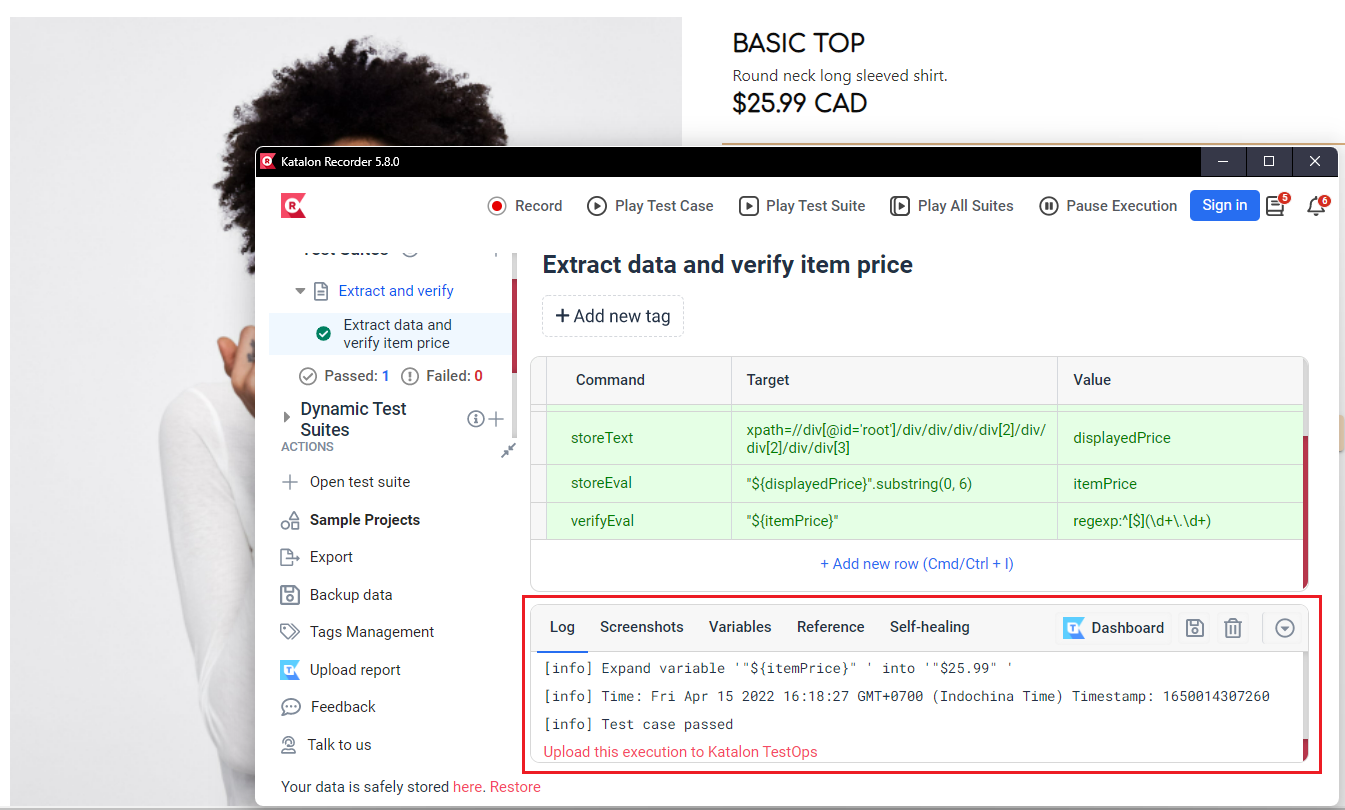 BASIC TOP
Round neck long sleeved shirt.
$25.99 CAD
Katalon Recorder 5.8.0
Record
Play Test Case
Play Test Suite
Play All Suites
Pause Execution
Sign in
5
6
Test Suites
Extract and verify
Extract data and
verify item price
Passed: 1
Failed: 0
Dynamic Test
Suites
ACTIONS
Open test suite
Sample Projects
Export
Backup data
Tags Management
Upload report
Feedback
Talk to us
Your data is safely stored here. Restore
Extract data and verify item price
+ Add new tag
Command Target Value
storeText xpath=//div[@id='root']/div/div/div/div[2]/div/ displayedPrice
div[2]/div/div[3]
storeEval "${displayedPrice}".substring(0, 6) itemPrice
verifyEval "${itemPrice}" regexp:^[$](\d+\.\d+)
+ Add new row (Cmd/Ctrl + I)
Log Screenshots Variables Reference Self-healing Dashboard
[info] Expand variable '"${itemPrice}" ' into '"$25.99" '
[info] Time: Fri Apr 15 2022 16:18:27 GMT+0700 (Indochina Time) Timestamp: 1650014307260
[info] Test case passed
Upload this execution to Katalon TestOps